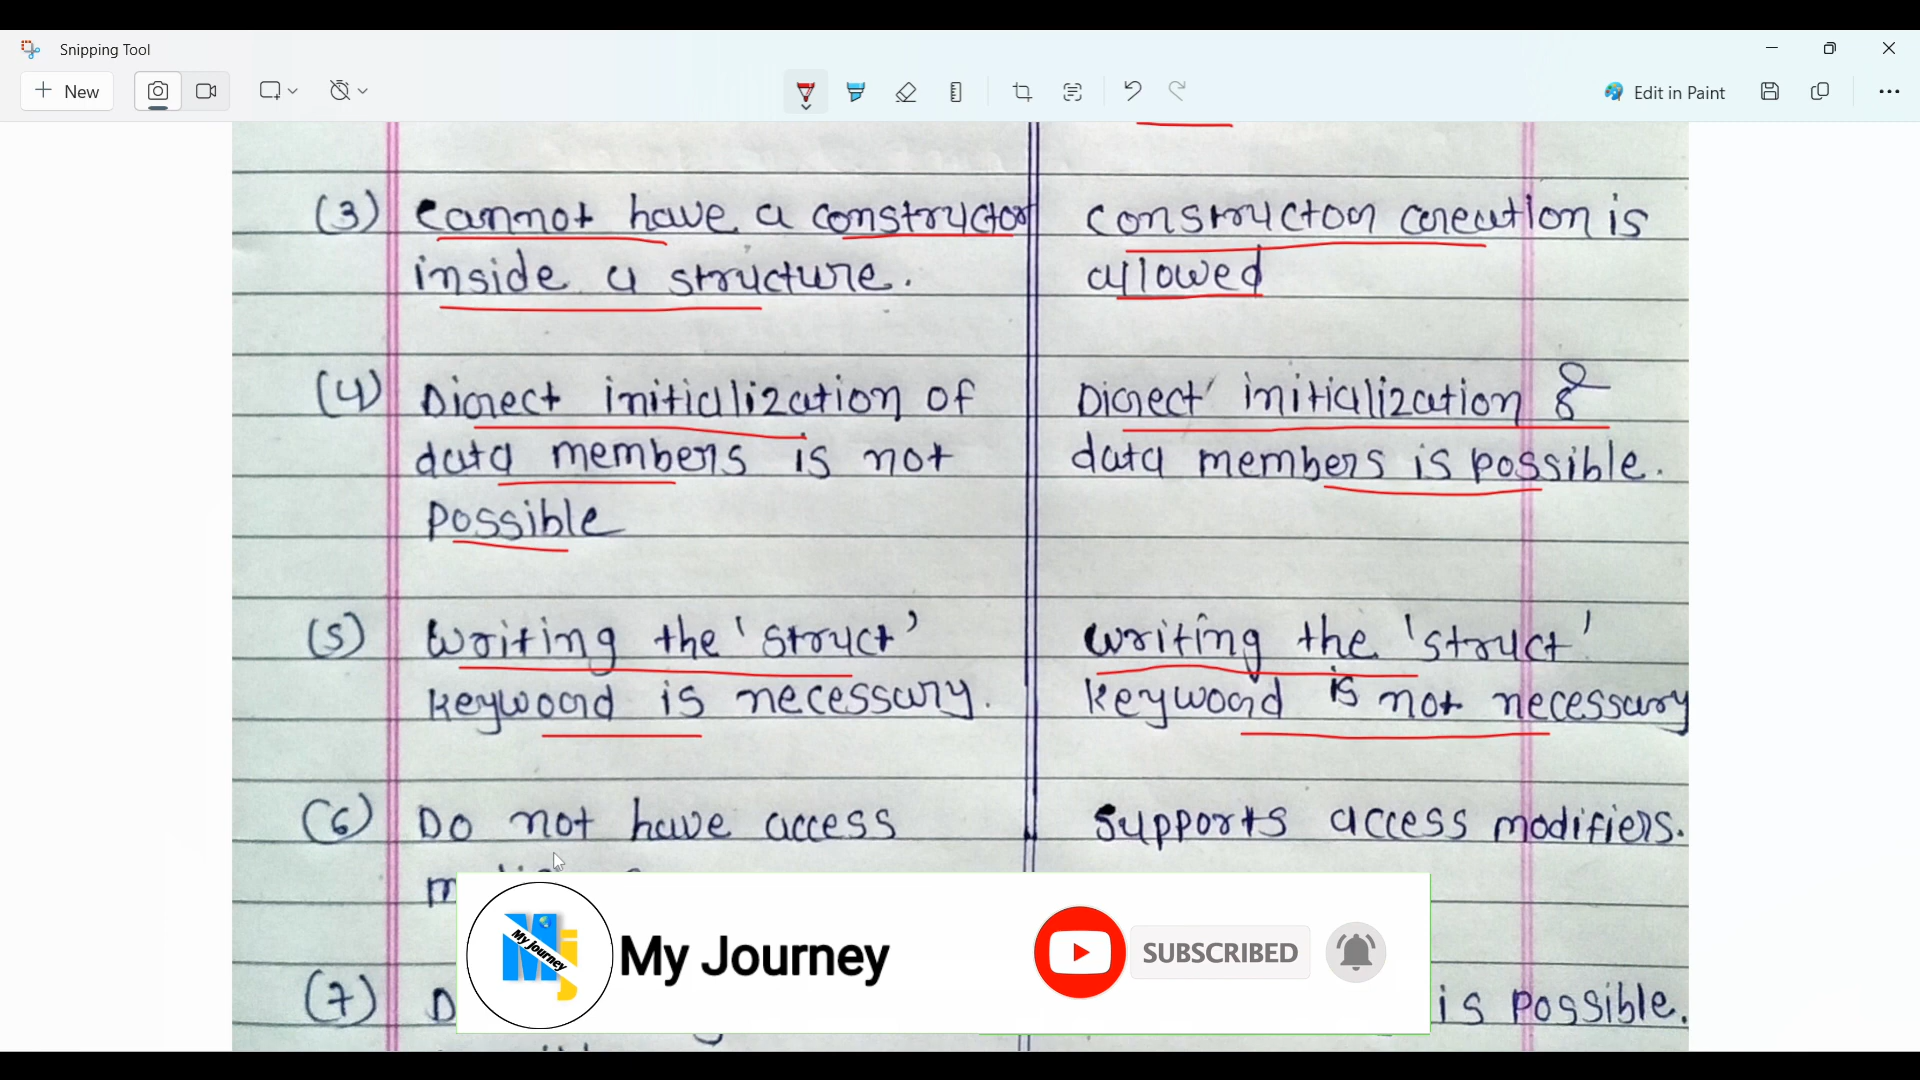 Snipping Tool
New
Edit in Paint
(3) Cannot have a constructor
inside a structure.
Constructor creation is
allowed
(4) Direct initialization of
data members is not
possible
Direct initialization &
data members is possible.
(5) Writing the 'struct'
keyword is necessary.
writing the 'struct'
keyword is not necessary
(6) Do not have access
Supports access modifiers.
(7)
is possible.
My Journey
My Journey
SUBSCRIBED